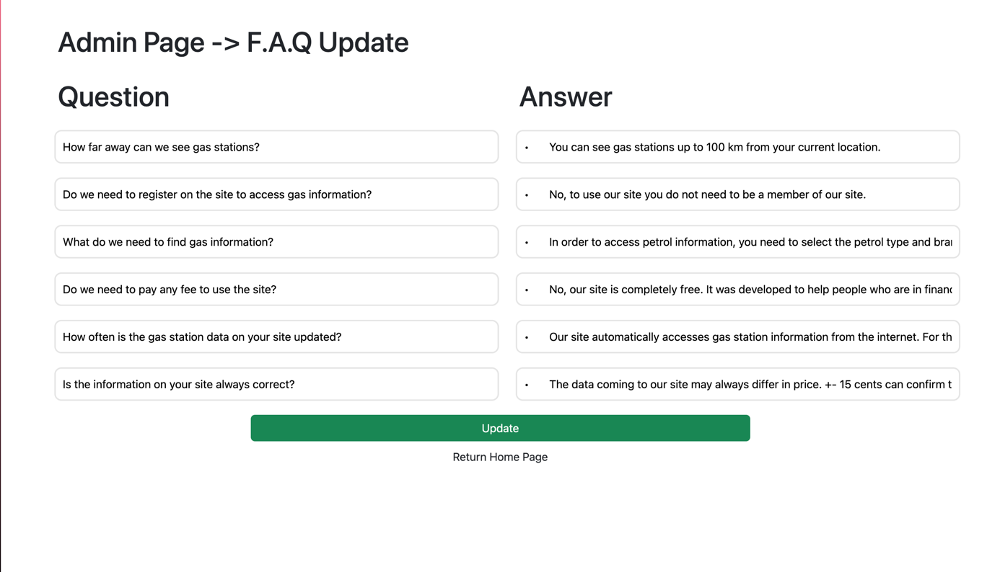 Admin Page -> F.A.Q Update
Question Answer
How far away can we see gas stations? • You can see gas stations up to 100 km from your current location.
Do we need to register on the site to access gas information? • No, to use our site you do not need to be a member of our site.
What do we need to find gas information? • In order to access petrol information, you need to select the petrol type and
Do we need to pay any fee to use the site? • No, our site is completely free. It was developed to help people who are in
How often is the gas station data on your site updated? • Our site automatically accesses gas station information from the internet. For
Is the information on your site always correct? • The data coming to our site may always differ in price. +- 15 cents can confirm
Update
Return Home Page